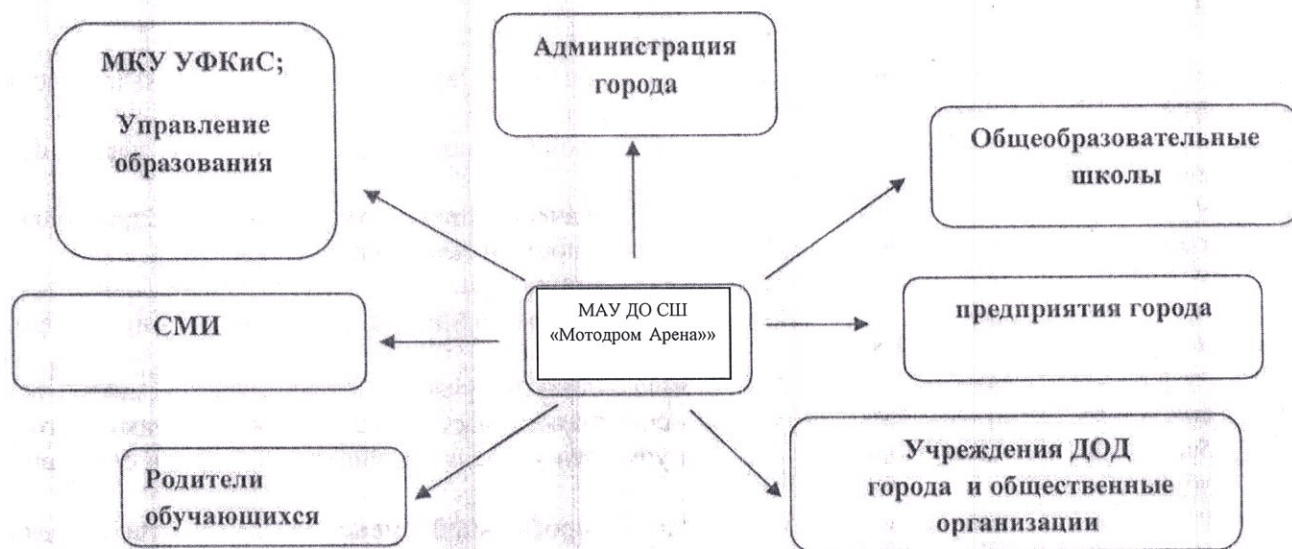 МКУ УФКиС;
Управление
образования
Администрация
города
Общеобразовательные
школы
СМИ
МАУ ДО СШ
«Мотодром Арена»»
предприятия города
Родители
обучающихся
Учреждения ДОД
города и общественные
организации